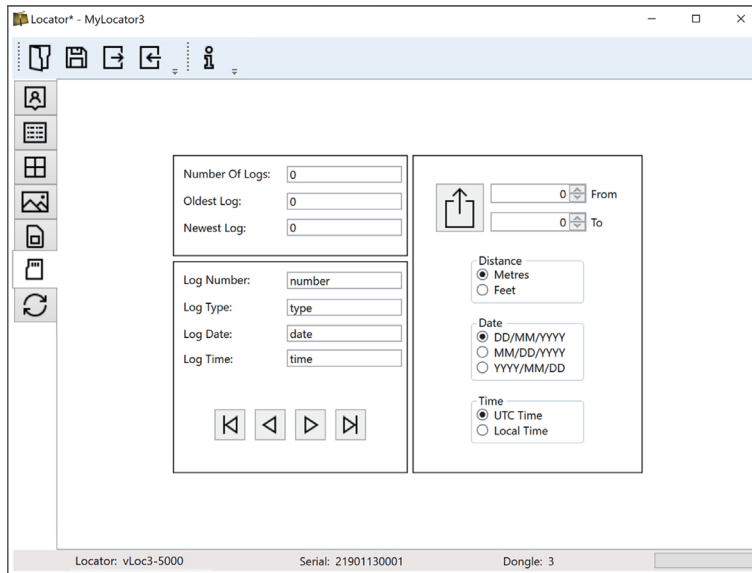 Locator* - MyLocator3
Number Of Logs: 0
Oldest Log: 0
Newest Log: 0
Log Number: number
Log Type: type
Log Date: date
Log Time: time
0 From
0 To
Distance
Metres
Feet
Date
DD/MM/YYYY
MM/DD/YYYY
YYYY/MM/DD
Time
UTC Time
Local Time
Locator: vLoc3-5000 Serial: 21901130001 Dongle: 3